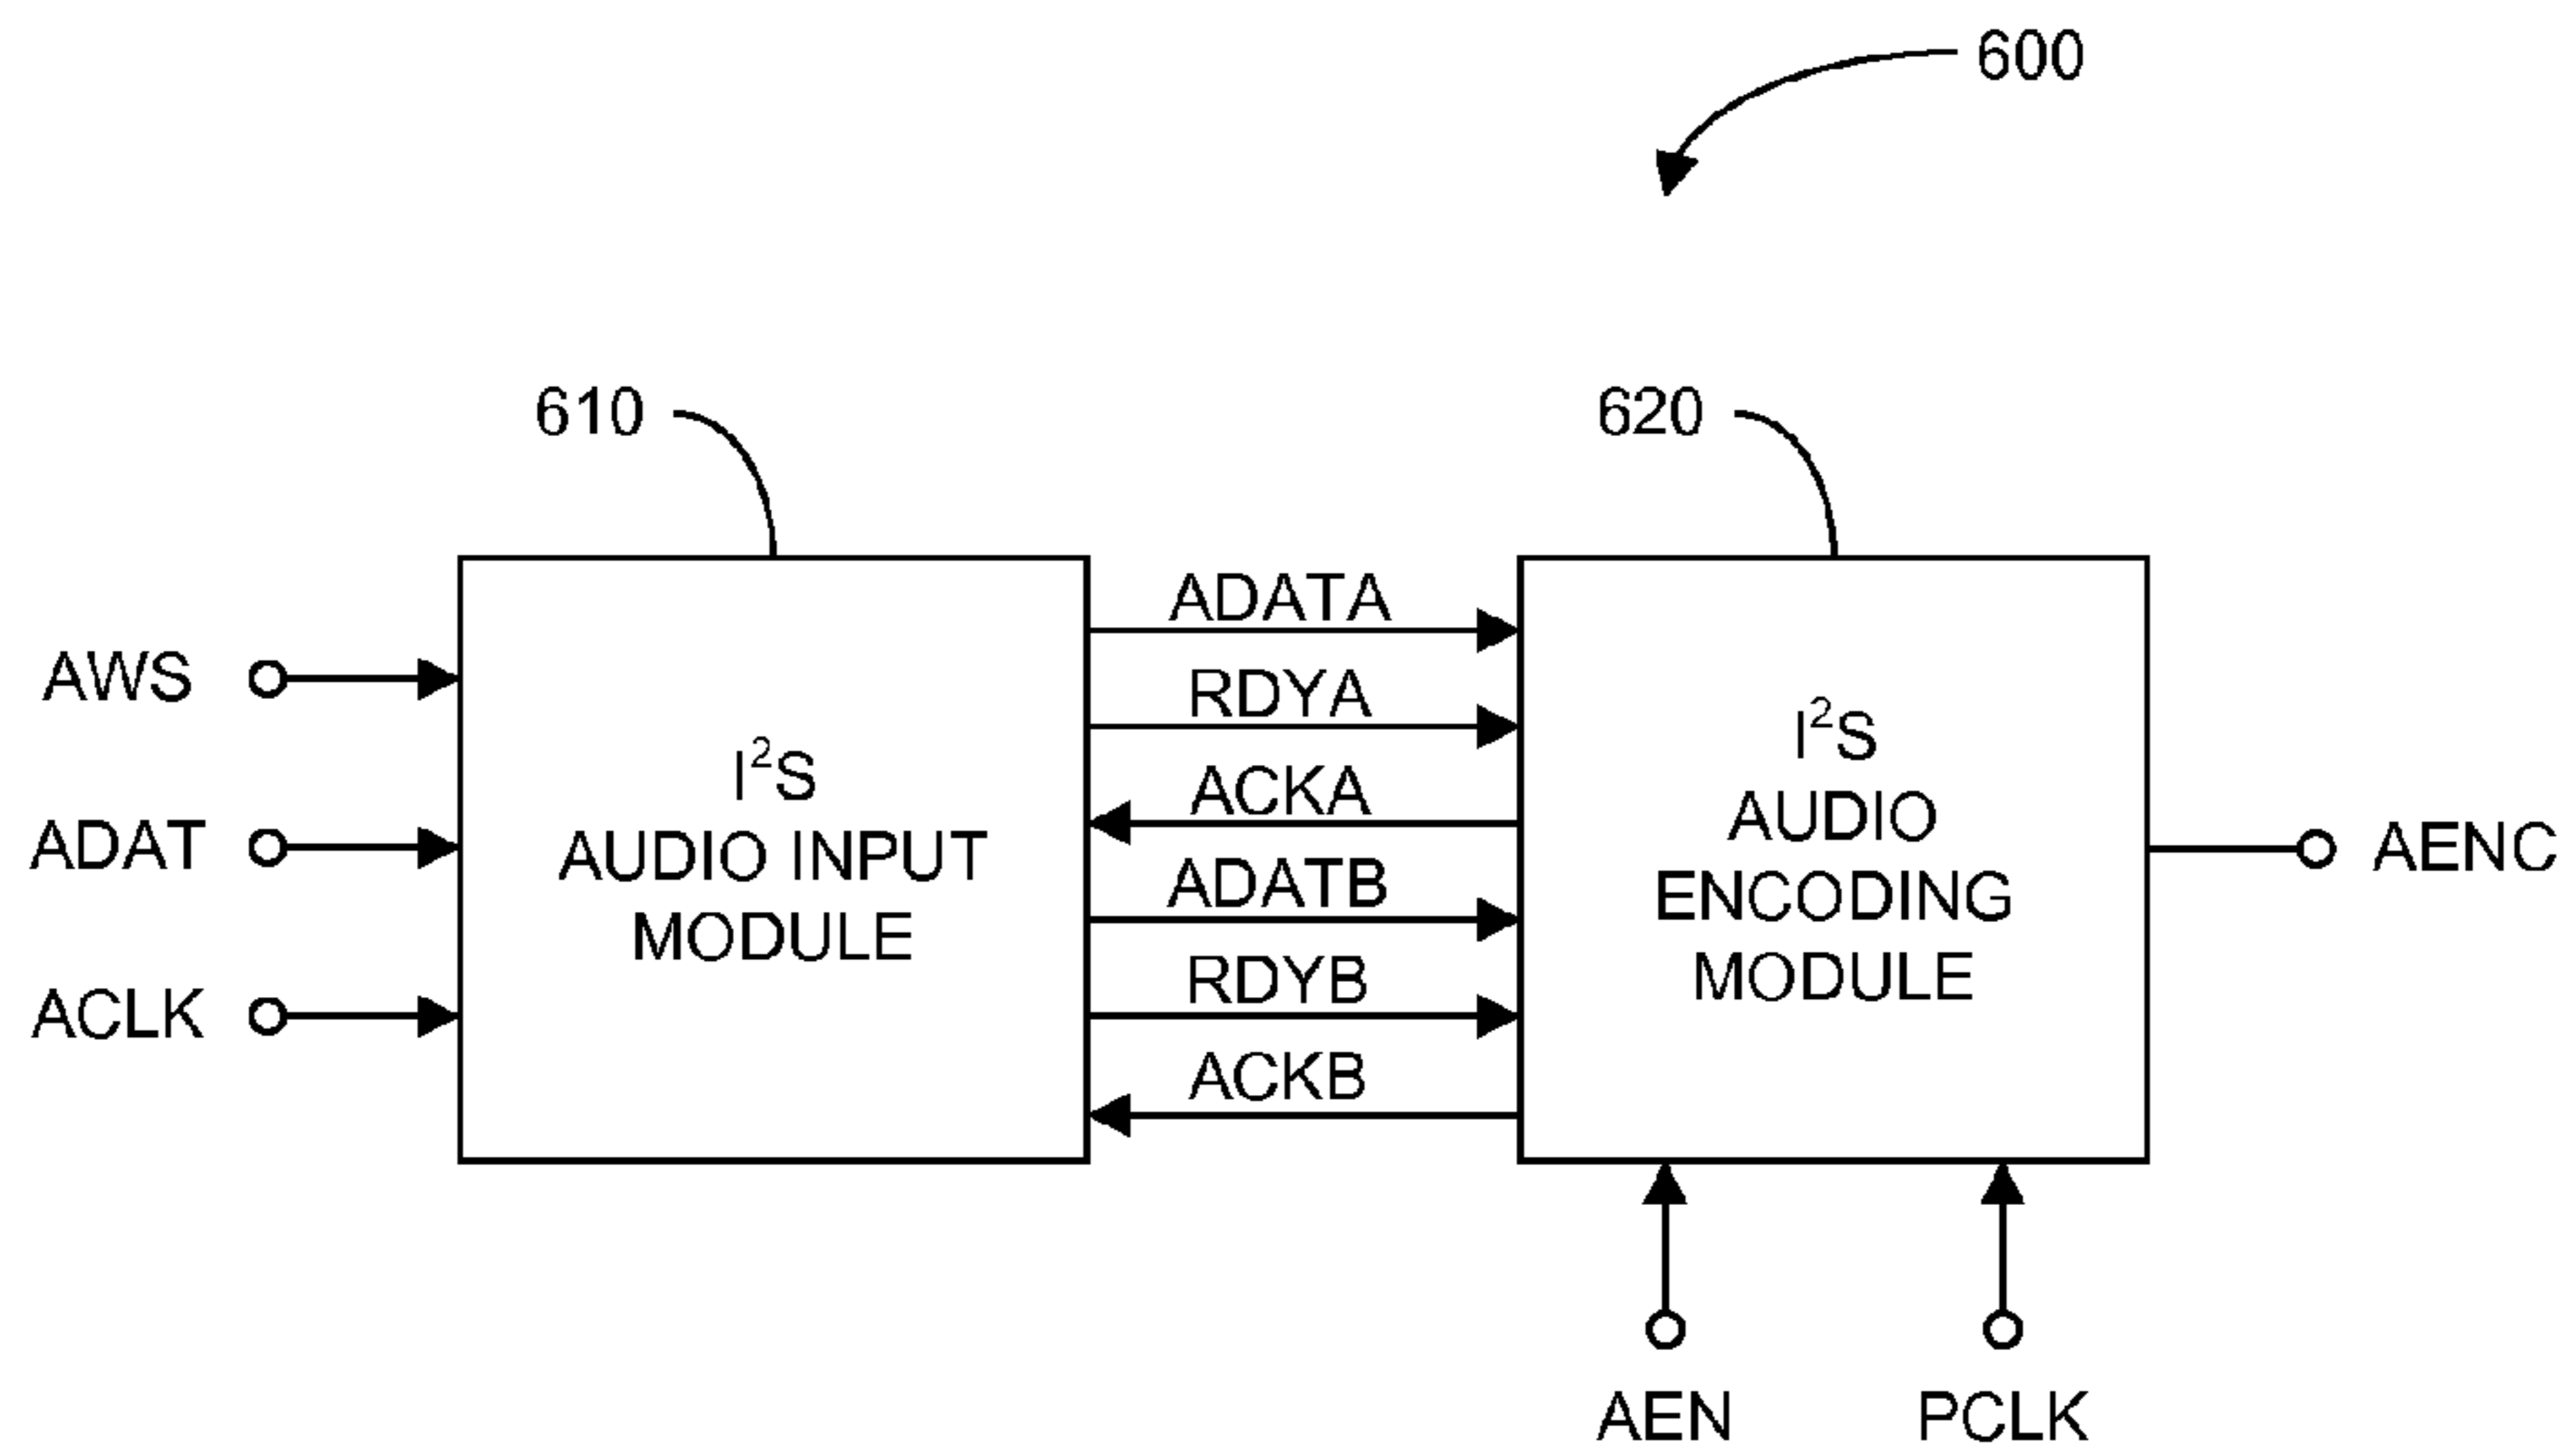 600
610
620
AWS
ADAT
ACLK
I²S
AUDIO INPUT
MODULE
ADATA
RDYA
ACKA
ADATB
RDYB
ACKB
I²S
AUDIO
ENCODING
MODULE
AENC
AEN
PCLK